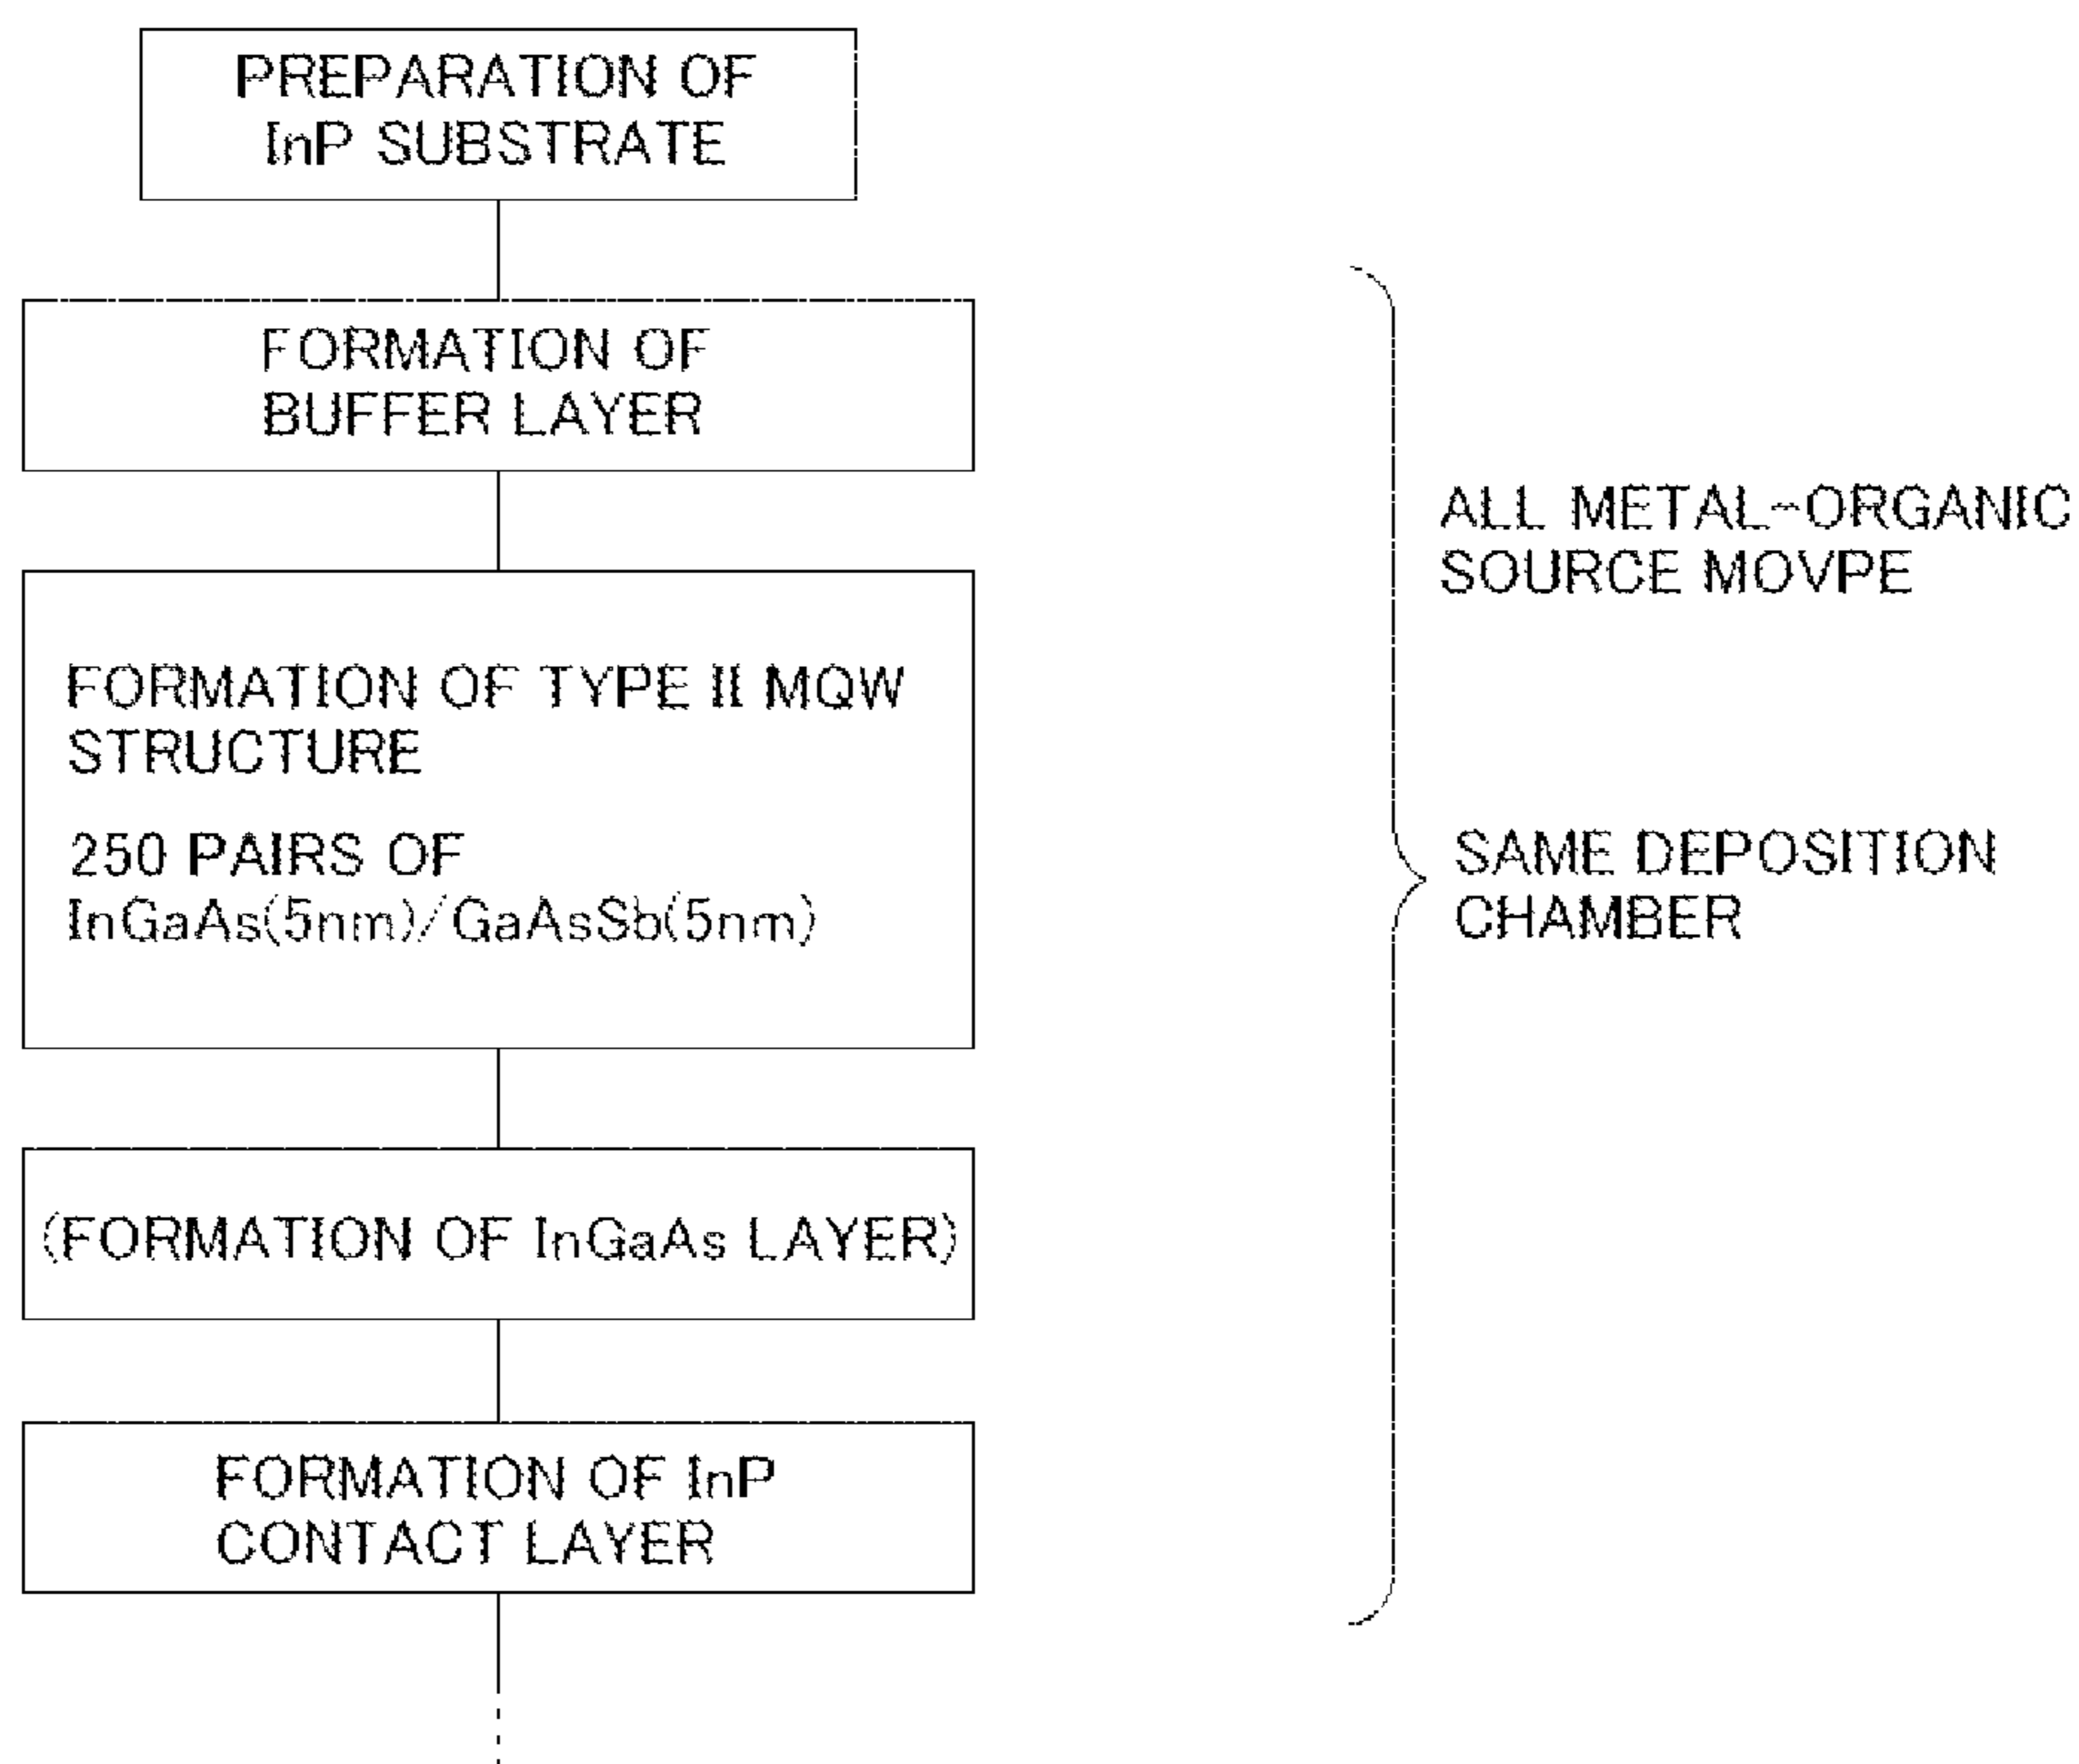 PREPARATION OF
InP SUBSTRATE
FORMATION OF
BUFFER LAYER
FORMATION OF TYPE II MQW
STRUCTURE
250 PAIRS OF
InGaAs(5nm)/GaAsSb(5nm)
(FORMATION OF InGaAs LAYER)
FORMATION OF InP
CONTACT LAYER
ALL METAL-ORGANIC
SOURCE MOVPE
SAME DEPOSITION
CHAMBER